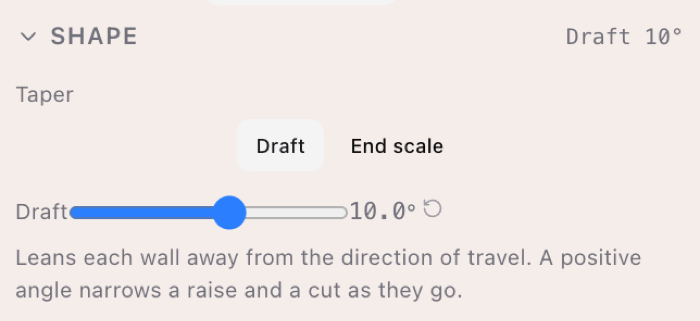 SHAPE Draft 10°
Taper
Draft End scale
Draft 10.0°
Leans each wall away from the direction of travel. A positive
angle narrows a raise and a cut as they go.